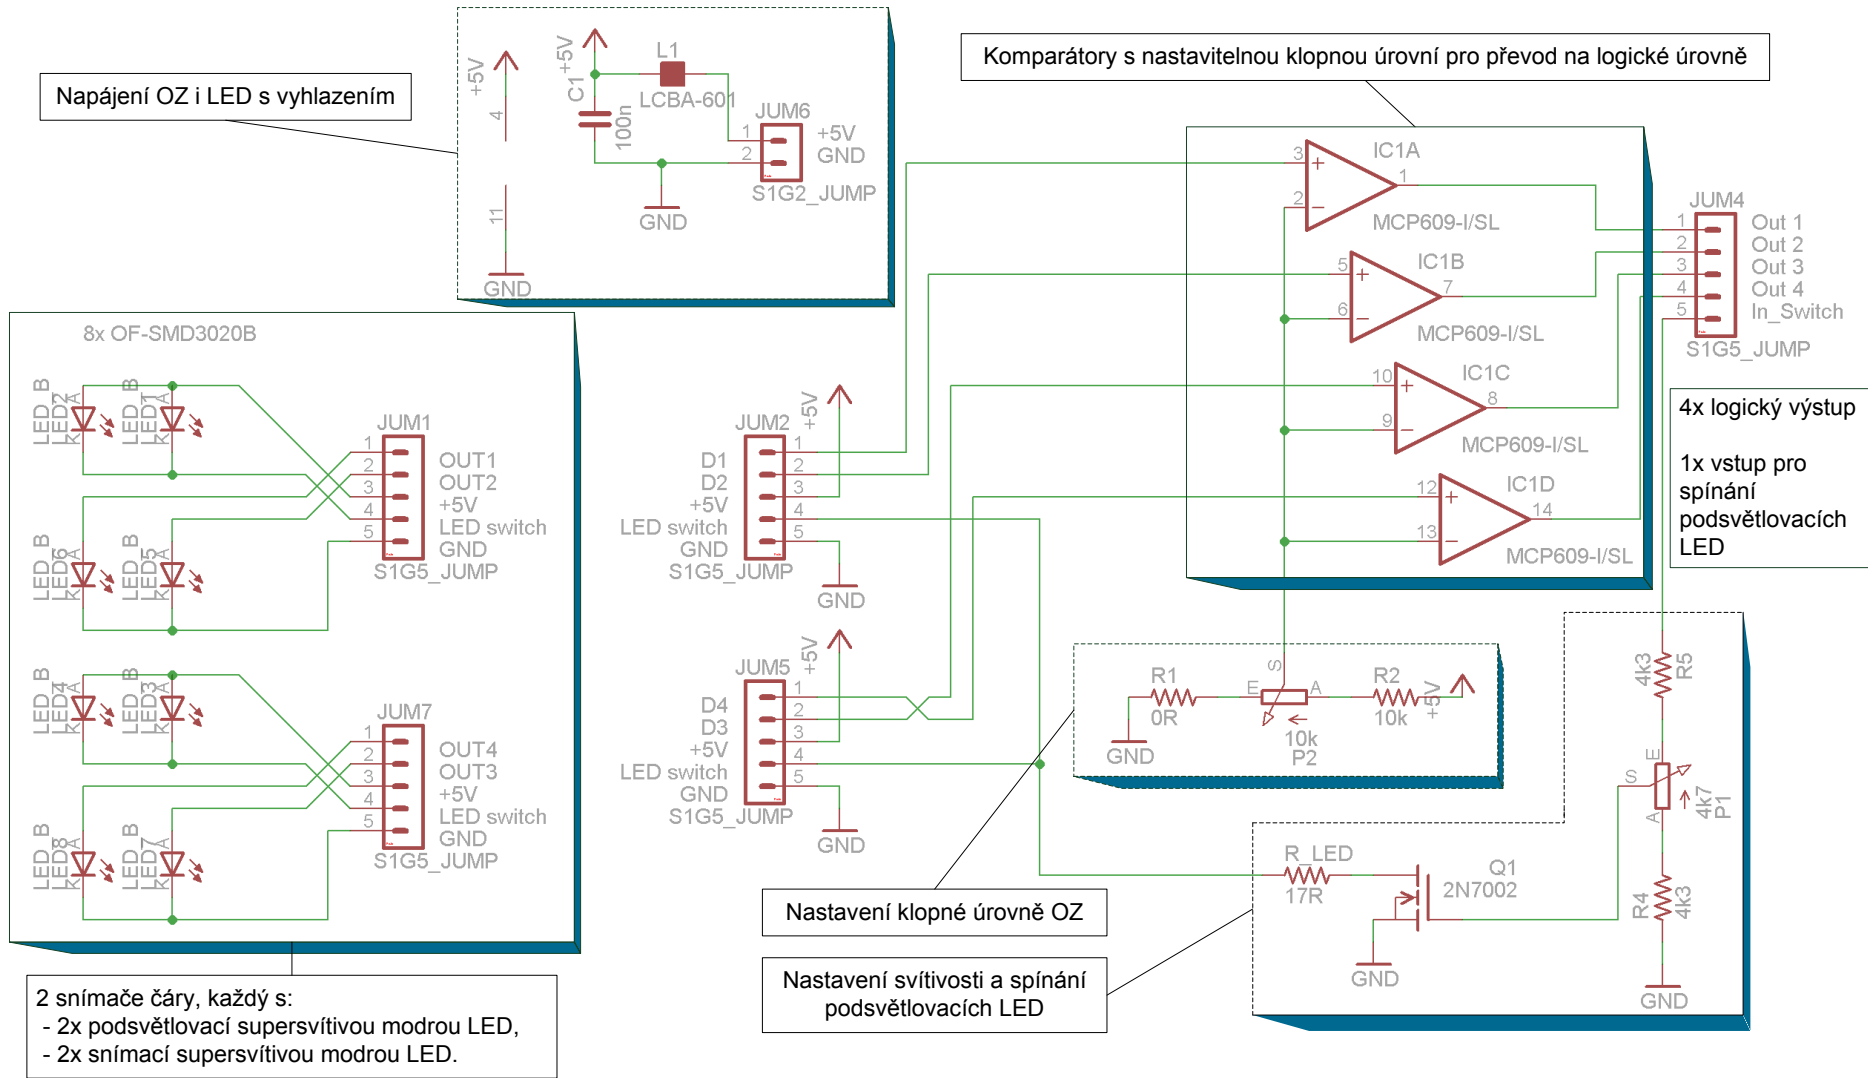 Napájení OZ i LED s vyhlazením
+5V
4
11
GND
+5V
C1
100n
L1
LCBA-601
JUM6
1
2
+5V
GND
S1G2_JUMP
GND
Komparátory s nastavitelnou klopnou úrovní pro převod na logické úrovně
3
2
1
IC1A
MCP609-I/SL
5
6
7
IC1B
MCP609-I/SL
10
9
8
IC1C
MCP609-I/SL
12
13
14
IC1D
MCP609-I/SL
JUM4
1 Out 1
2 Out 2
3 Out 3
4 Out 4
5 In_Switch
S1G5_JUMP
4x logický výstup
1x vstup pro
spínání
podsvětlovacích
LED
8x OF-SMD3020B
LED_B
LED2
A
K
LED_B
LED1
A
LED_B
LED6
A
K
LED_B
LED5
A
JUM1
1 OUT1
2 OUT2
3 +5V
4 LED switch
5 GND
S1G5_JUMP
LED_B
LED4
A
K
LED_B
LED3
A
LED_B
LED8
A
K
LED_B
LED7
A
JUM7
1 OUT4
2 OUT3
3 +5V
4 LED switch
5 GND
S1G5_JUMP
2 snímače čáry, každý s:
- 2x podsvětlovací supersvítivou modrou LED,
- 2x snímací supersvítivou modrou LED.
JUM2
+5V
D1 1
D2 2
+5V 3
LED switch 4
GND 5
S1G5_JUMP
GND
JUM5
+5V
D4 1
D3 2
+5V 3
LED switch 4
GND 5
S1G5_JUMP
GND
R1
0R
GND
E
S
A
10k
P2
R2
10k
+5V
Nastavení klopné úrovně OZ
Nastavení svítivosti a spínání
podsvětlovacích LED
R_LED
17R
Q1
2N7002
GND
4k3
R5
E
S
A
4k7
P1
R4
4k3
GND